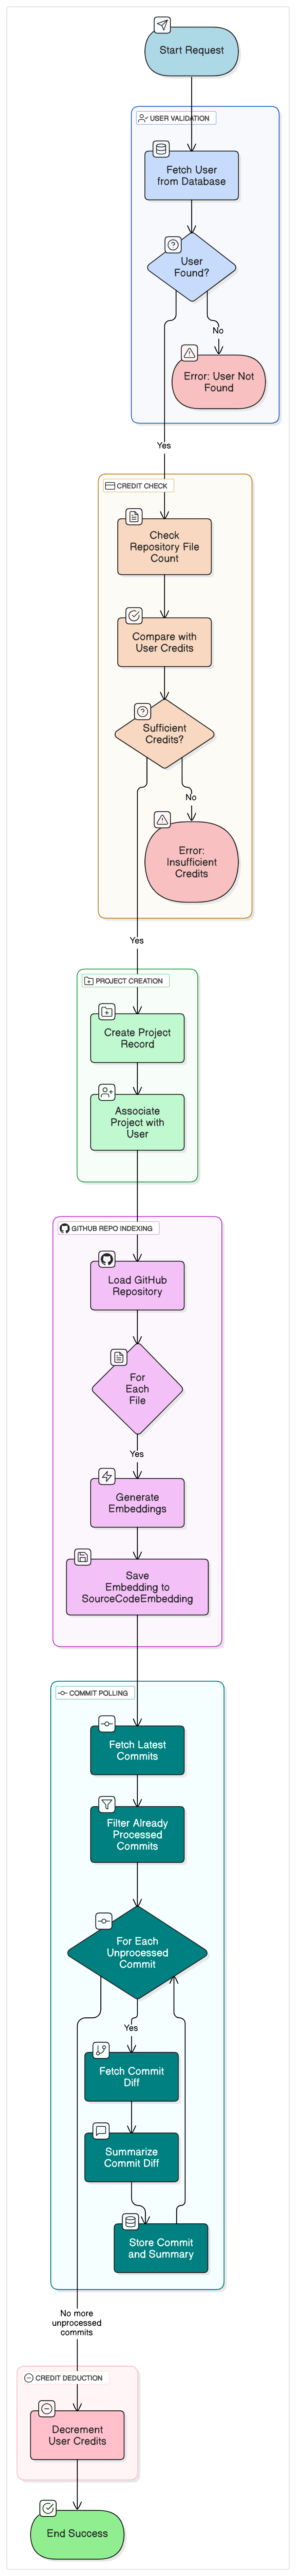 Start Request
USER VALIDATION
Fetch User
from Database
User
Found?
No
Error: User Not
Found
Yes
CREDIT CHECK
Check
Repository File
Count
Compare with
User Credits
Sufficient
Credits?
No
Error:
Insufficient
Credits
Yes
PROJECT CREATION
Create Project
Record
Associate
Project with
User
GITHUB REPO INDEXING
Load GitHub
Repository
For
Each
File
Yes
Generate
Embeddings
Save
Embedding to
SourceCodeEmbedding
COMMIT POLLING
Fetch Latest
Commits
Filter Already
Processed
Commits
For Each
Unprocessed
Commit
Yes
Fetch Commit
Diff
Summarize
Commit Diff
Store Commit
and Summary
No more
unprocessed
commits
CREDIT DEDUCTION
Decrement
User Credits
End Success